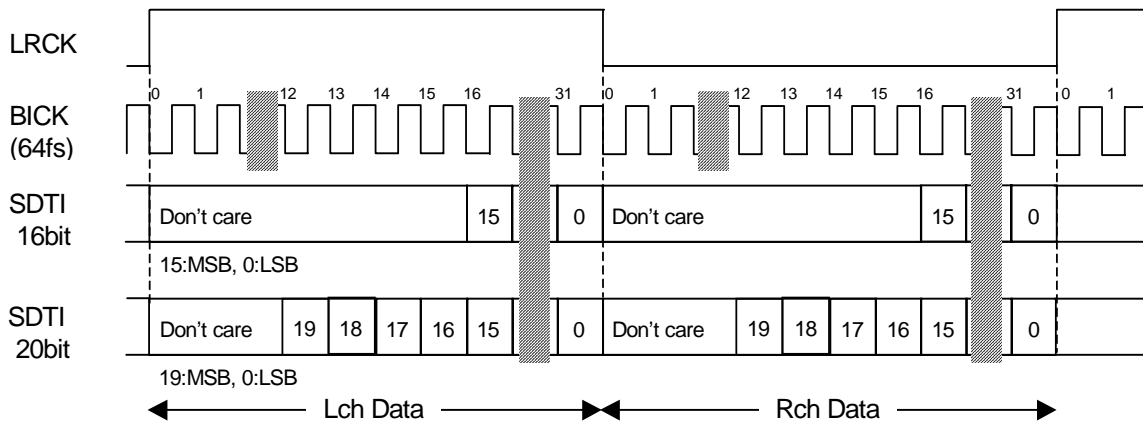 LRCK
0 1 12 13 14 15 16 31 0 1 12 13 14 15 16 31 0 1
BICK
(64fs)
SDTI
16bit
Don't care 15 0 Don't care 15 0
15:MSB, 0:LSB
SDTI
20bit
Don't care 19 18 17 16 15 0 Don't care 19 18 17 16 15 0
19:MSB, 0:LSB
Lch Data Rch Data